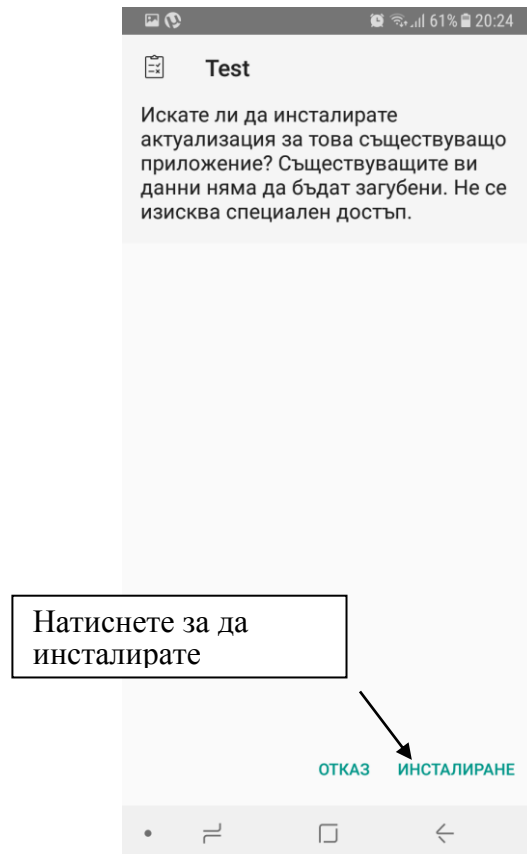 61% 20:24
Test
Искате ли да инсталирате
актуализация за това съществуващо
приложение? Съществуващите ви
данни няма да бъдат загубени. Не се
изисква специален достъп.
Натиснете за да
инсталирате
ОТКАЗ ИНСТАЛИРАНЕ